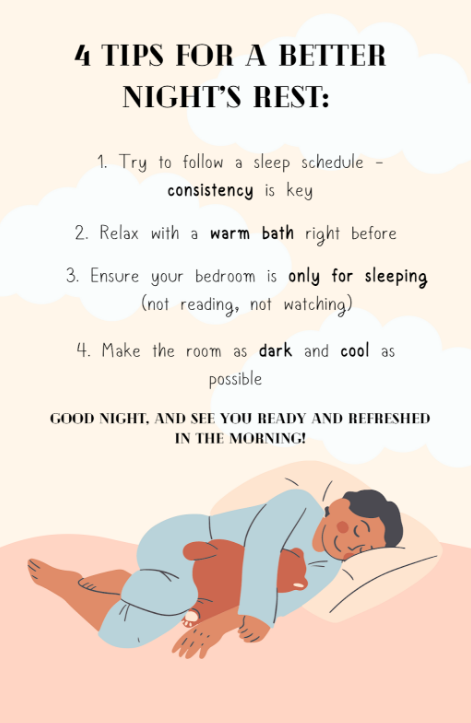 4 TIPS FOR A BETTER
NIGHT'S REST:
1. Try to follow a sleep schedule -
consistency is key
2. Relax with a warm bath right before
3. Ensure your bedroom is only for sleeping
(not reading, not watching)
4. Make the room as dark and cool as
possible
GOOD NIGHT, AND SEE YOU READY AND REFRESHED
IN THE MORNING!